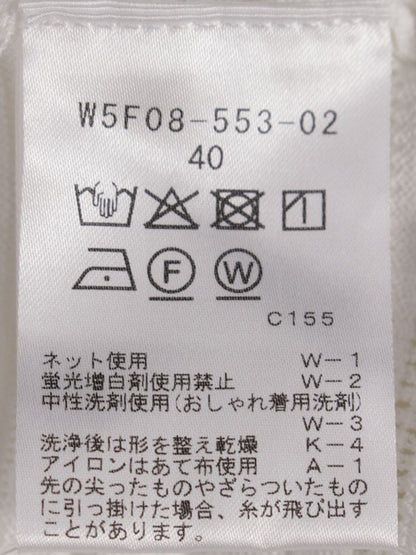 W5F08-553-02
40
F W
C155
ネット使用 W-1
蛍光増白剤使用禁止 W-2
中性洗剤使用(おしゃれ着用洗剤)
W-3
洗浄後は形を整え乾燥 K-4
アイロンはあて布使用 A-1
先の尖ったものやざらついたもの
に引っ掛けた場合、糸が飛び出す
ことがあります。